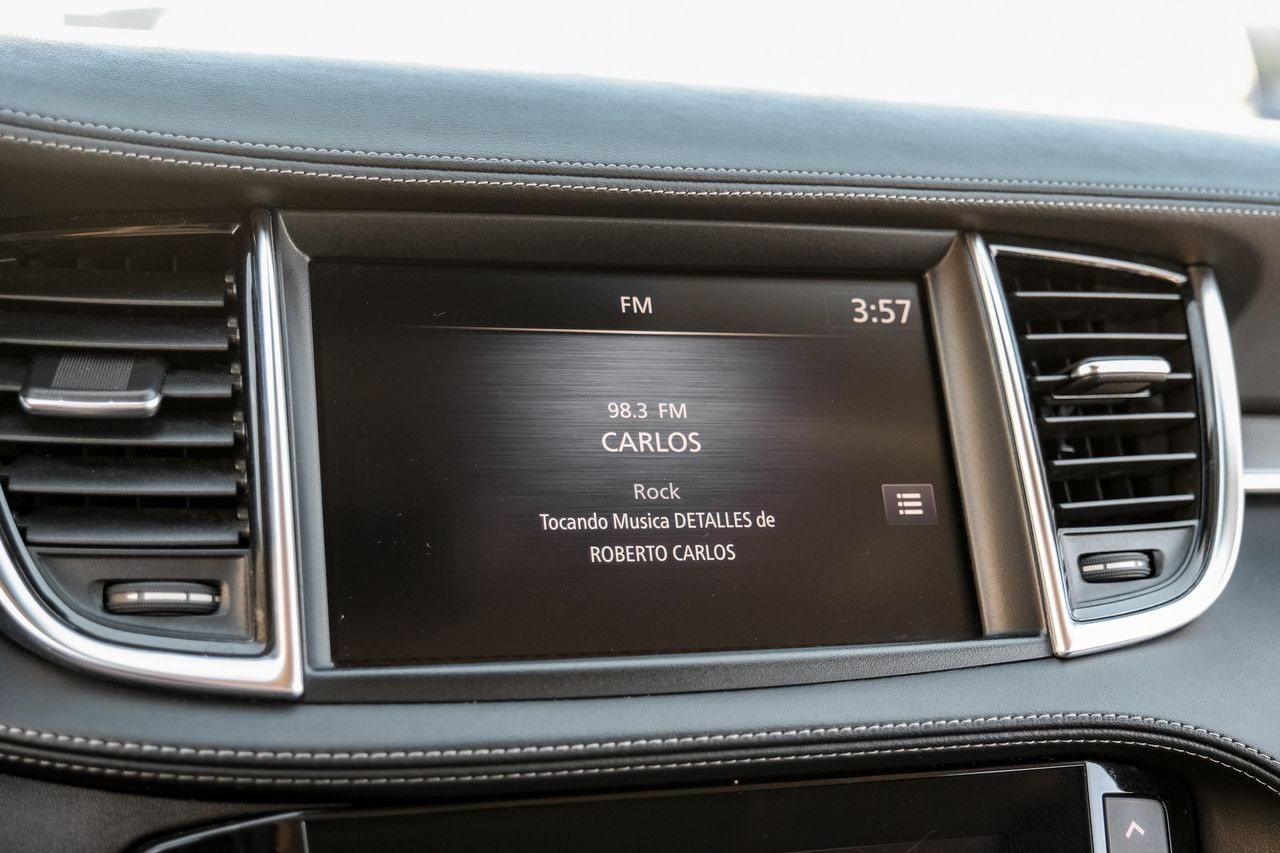 FM
3:57
98.3 FM
CARLOS
Rock
Tocando Musica DETALLES de
ROBERTO CARLOS